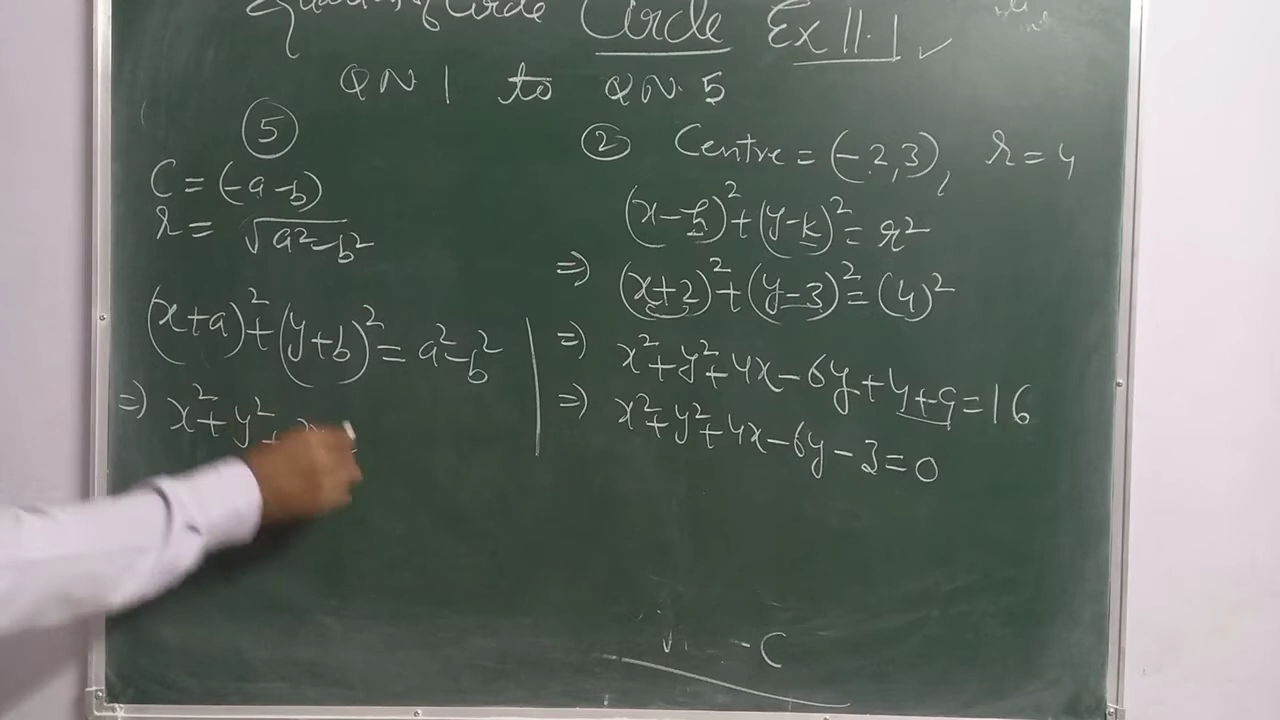 Circle Circle Ex 11.1 ✓
QN 1 to QN.5
⑤
C = (-a -b)
r = √a²-b²
(x+a)²+(y+b)² = a²-b²
⇒ x²+y²+
② Centre = (-2,3), r = 4
(x-h)²+(y-k)² = r²
⇒ (x+2)²+(y-3)² = (4)²
⇒ x²+y²+4x-6y+4+9=16
⇒ x²+y²+4x-6y-3=0
-C